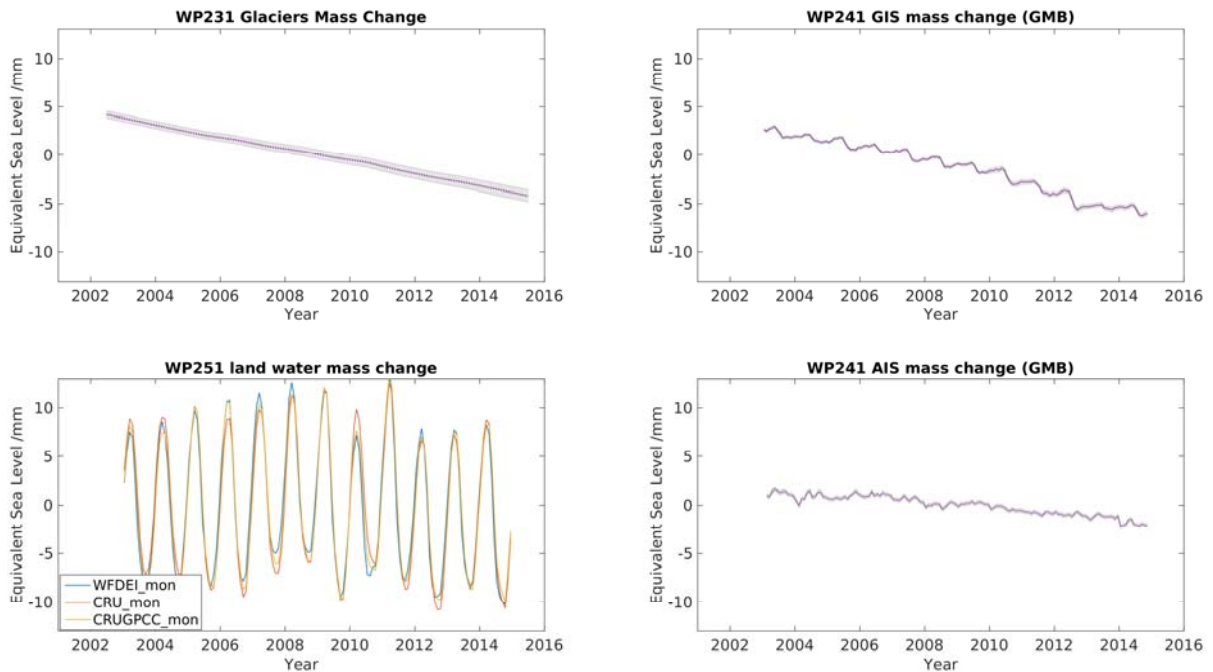 WP231 Glaciers Mass Change
Equivalent Sea Level /mm
10
5
0
-5
-10
2002 2004 2006 2008 2010 2012 2014 2016
Year
WP241 GIS mass change (GMB)
Equivalent Sea Level /mm
10
5
0
-5
-10
2002 2004 2006 2008 2010 2012 2014 2016
Year
WP251 land water mass change
Equivalent Sea Level /mm
10
5
0
-5
-10
WFDEI_mon
CRU_mon
CRUGPCC_mon
2002 2004 2006 2008 2010 2012 2014 2016
Year
WP241 AIS mass change (GMB)
Equivalent Sea Level /mm
10
5
0
-5
-10
2002 2004 2006 2008 2010 2012 2014 2016
Year